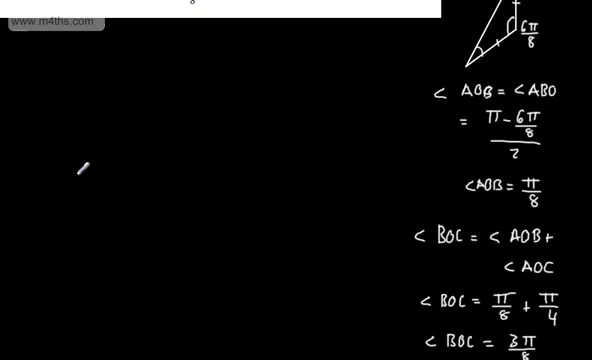 8
www.m4ths.com
6π/8
< AOB = < ABO
= π - 6π/8
2
< AOB = π/8
< BOC = < AOB +
< AOC
< BOC = π/8 + π/4
< BOC = 3π/8